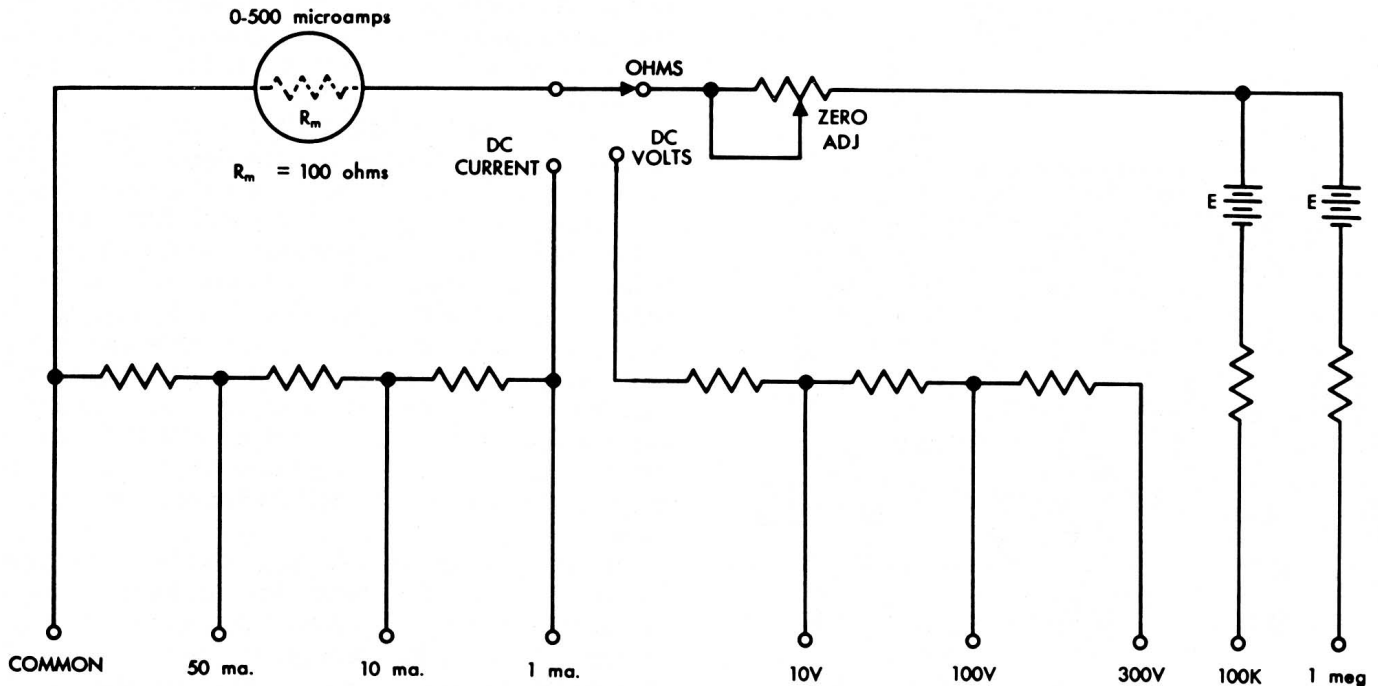 0-500 microamps
Rm
Rm = 100 ohms
OHMS
ZERO
ADJ
DC
CURRENT
DC
VOLTS
E
E
COMMON
50 ma.
10 ma.
1 ma.
10V
100V
300V
100K
1 meg